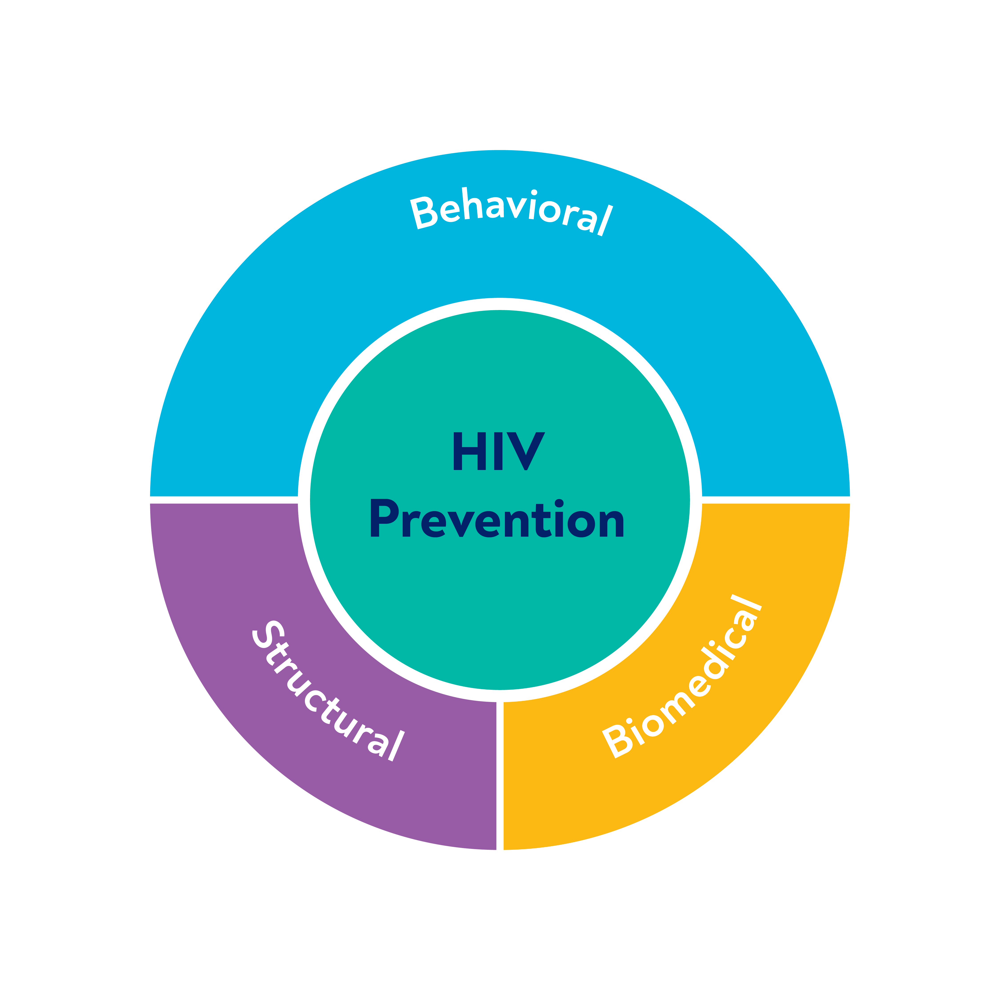 Behavioral
HIV
Prevention
Structural
Biomedical